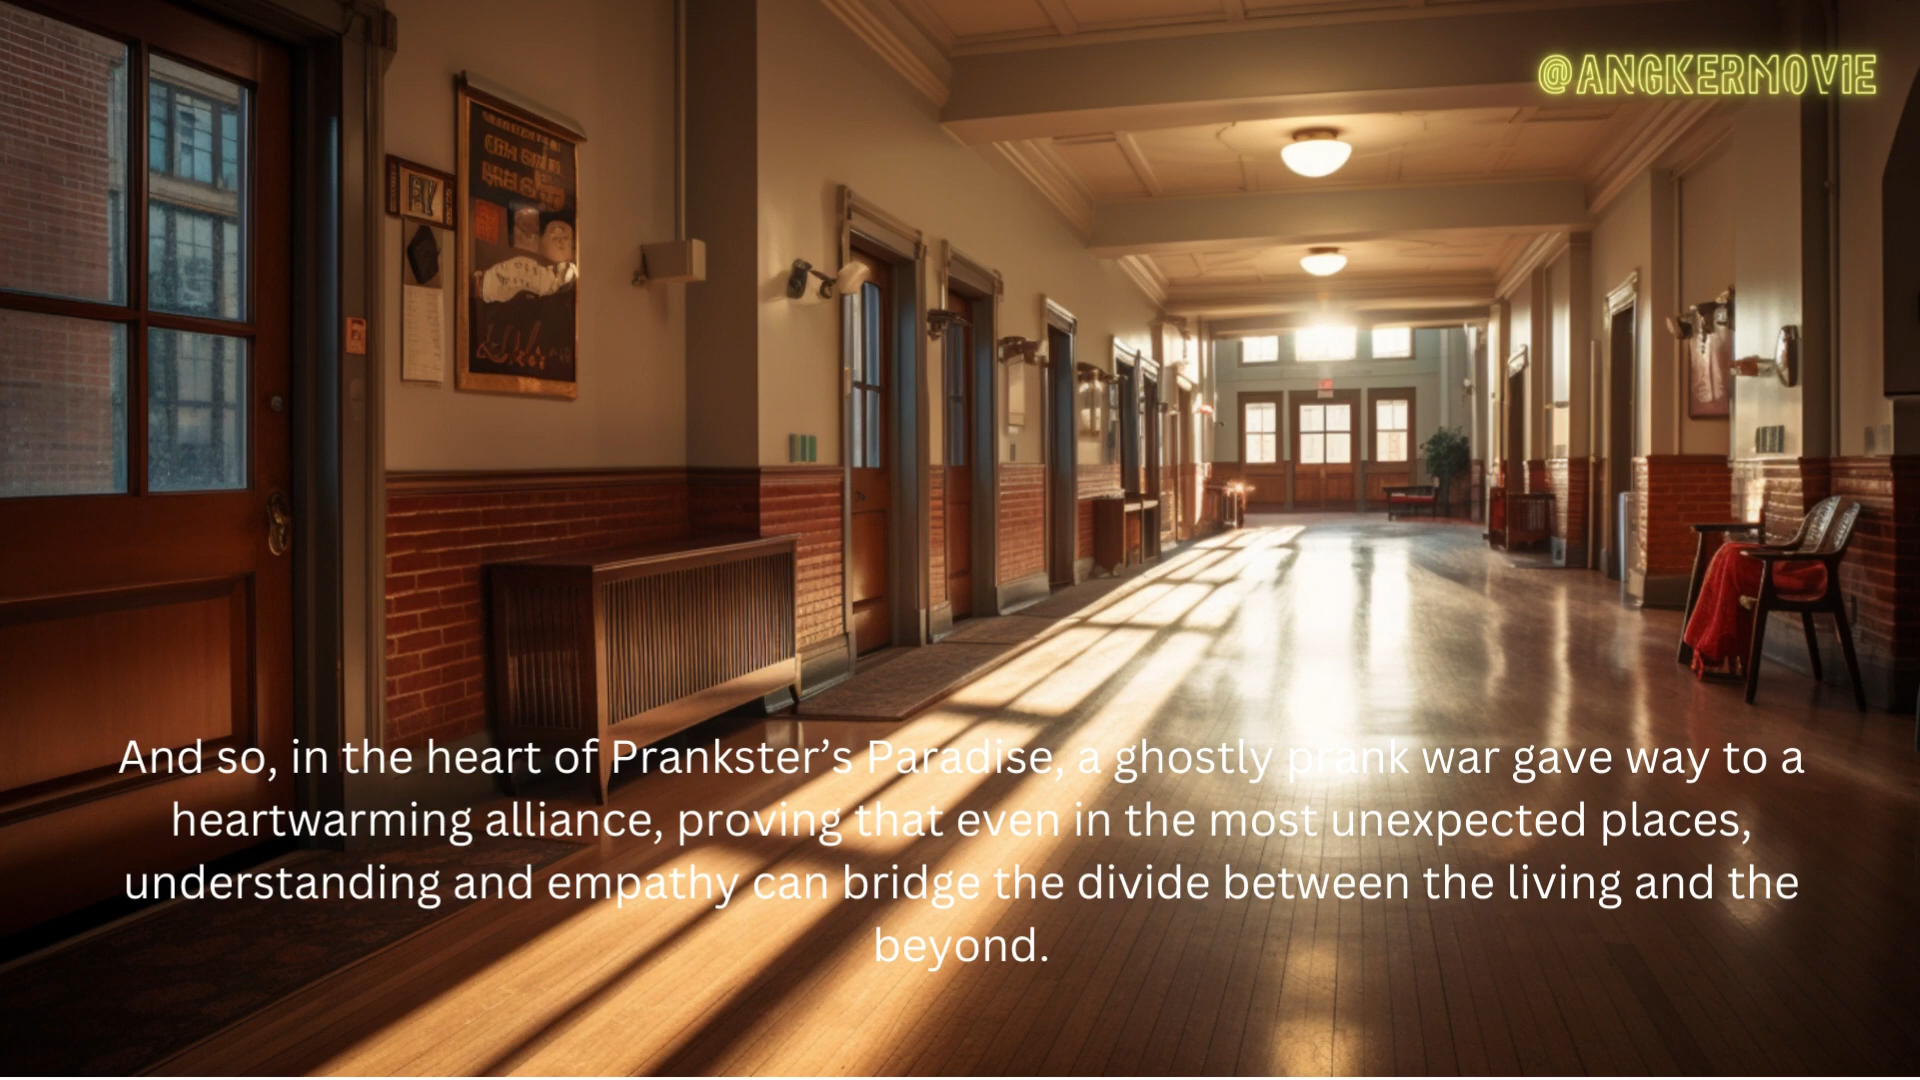 @ANGKERMOVIE
And so, in the heart of Prankster’s Paradise, a ghostly prank war gave way to a
heartwarming alliance, proving that even in the most unexpected places,
understanding and empathy can bridge the divide between the living and the
beyond.